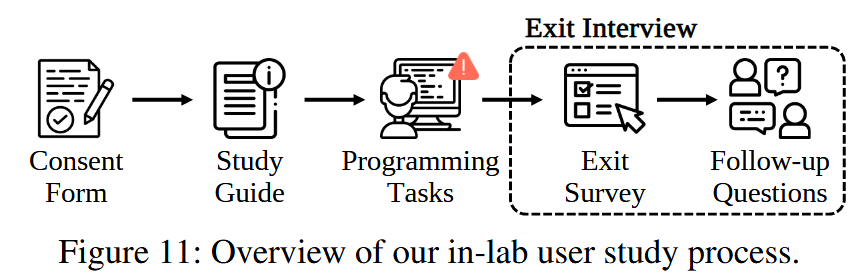 Exit Interview
Consent
Form
Study
Guide
Programming
Tasks
Exit
Survey
Follow-up
Questions
Figure 11: Overview of our in-lab user study process.